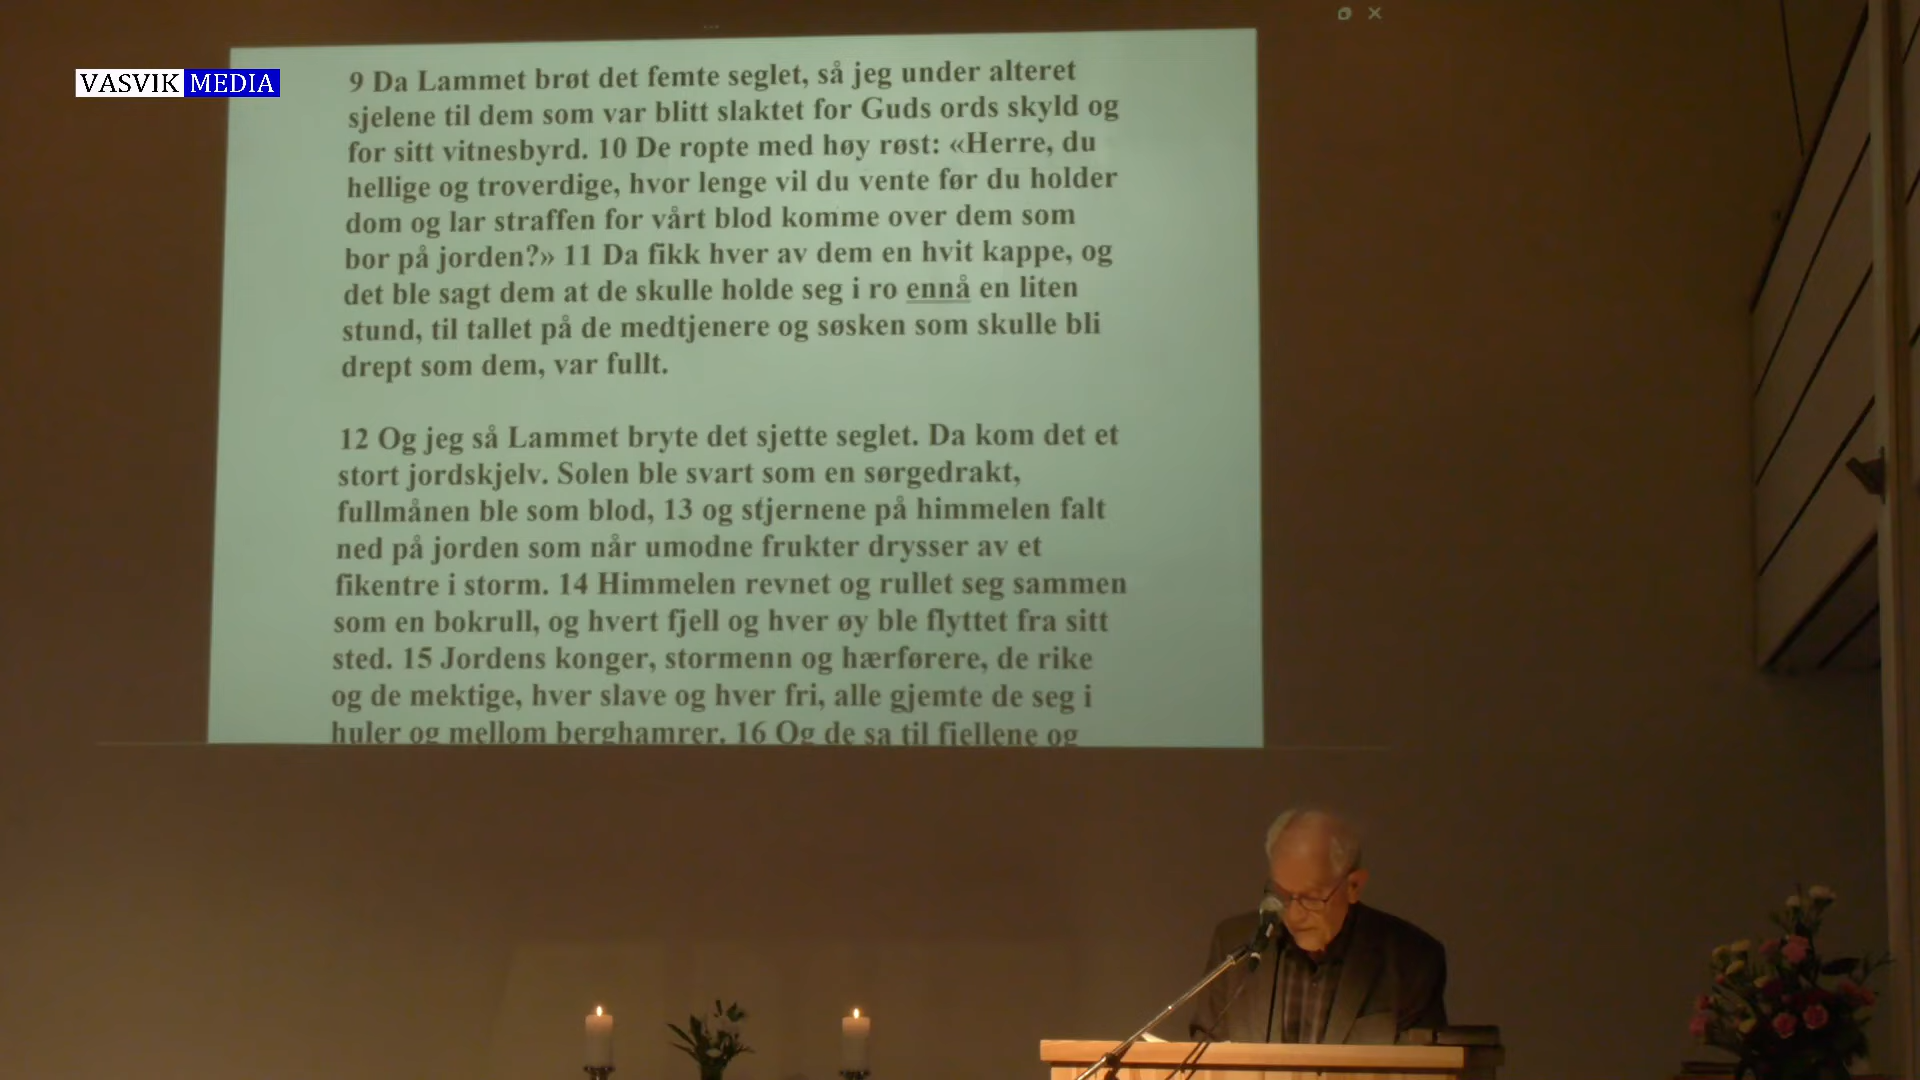 VASVIK MEDIA
9 Da Lammet brøt det femte seglet, så jeg under alteret
sjelene til dem som var blitt slaktet for Guds ords skyld og
for sitt vitnesbyrd. 10 De ropte med høy røst: «Herre, du
hellige og troverdige, hvor lenge vil du vente før du holder
dom og lar straffen for vårt blod komme over dem som
bor på jorden?» 11 Da fikk hver av dem en hvit kappe, og
det ble sagt dem at de skulle holde seg i ro ennå en liten
stund, til tallet på de medtjenere og søsken som skulle bli
drept som dem, var fullt.
12 Og jeg så Lammet bryte det sjette seglet. Da kom det et
stort jordskjelv. Solen ble svart som en sørgedrakt,
fullmånen ble som blod, 13 og stjernene på himmelen falt
ned på jorden som når umodne frukter drysser av et
fikentre i storm. 14 Himmelen revnet og rullet seg sammen
som en bokrull, og hvert fjell og hver øy ble flyttet fra sitt
sted. 15 Jordens konger, stormenn og hærførere, de rike
og de mektige, hver slave og hver fri, alle gjemte de seg i
huler og mellom berghamrer. 16 Og de sa til fjellene og